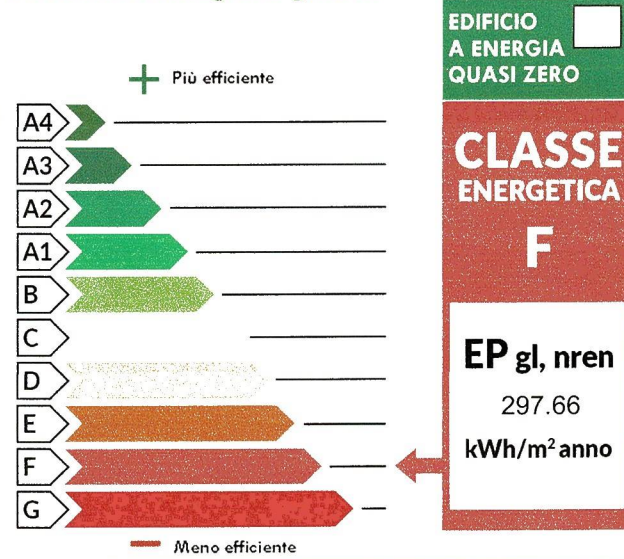 EDIFICIO
A ENERGIA
QUASI ZERO
Più efficiente
A4
A3
A2
A1
B
C
D
E
F
G
Meno efficiente
CLASSE
ENERGETICA
F
EP gl, nren
297.66
kWh/m² anno